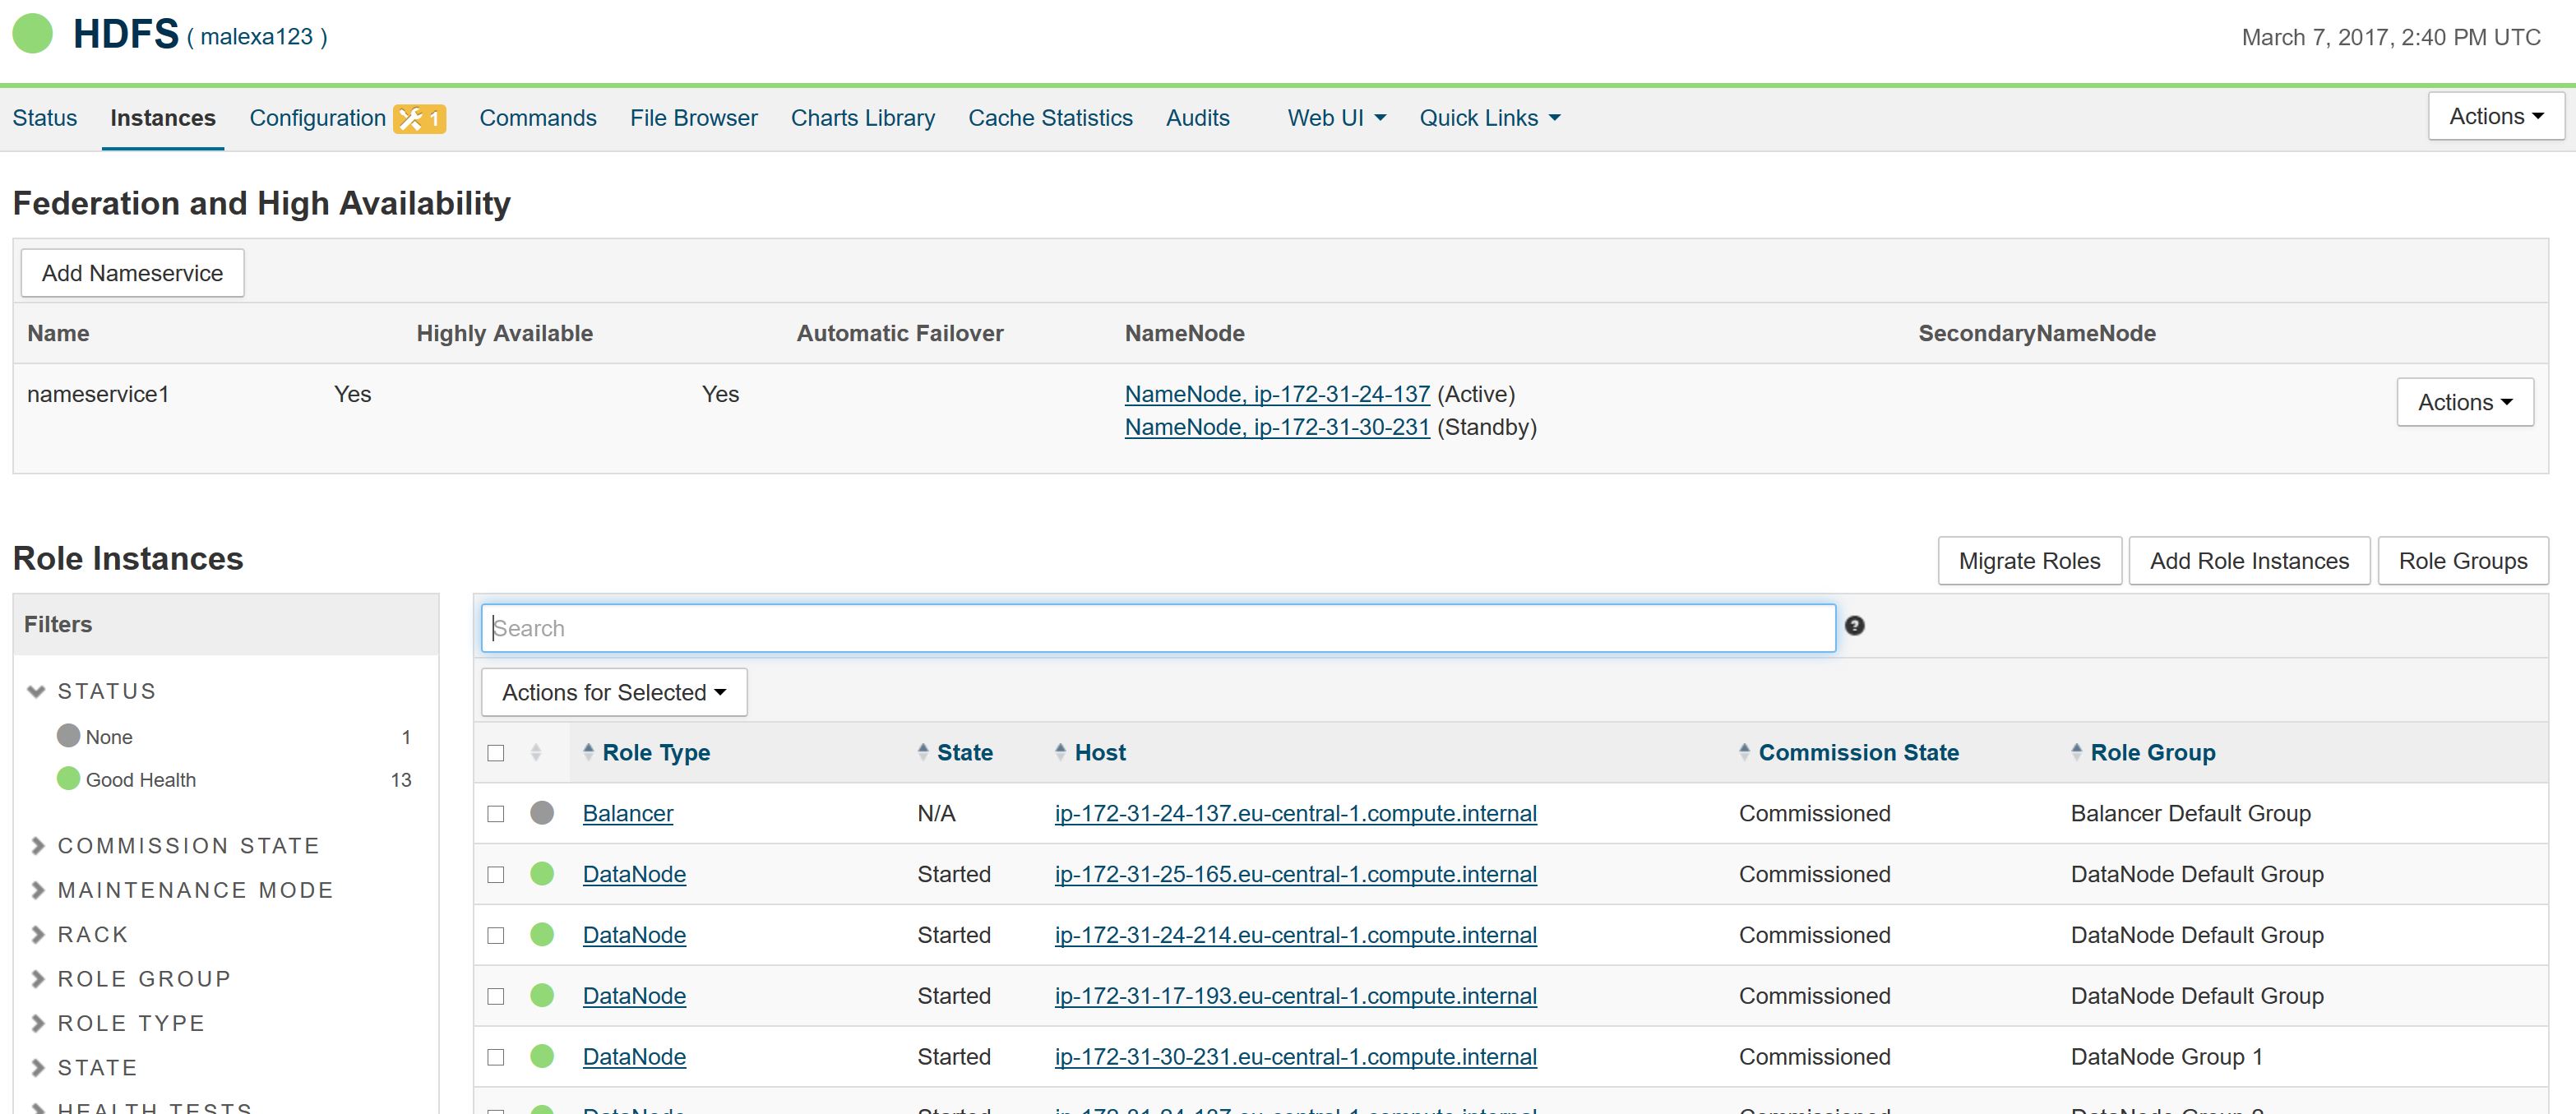 HDFS ( malexa123 )
March 7, 2017, 2:40 PM UTC
Status Instances Configuration 1 Commands File Browser Charts Library Cache Statistics Audits Web UI Quick Links Actions
Federation and High Availability
Add Nameservice
Name Highly Available Automatic Failover NameNode SecondaryNameNode
nameservice1 Yes Yes NameNode, ip-172-31-24-137 (Active) Actions
NameNode, ip-172-31-30-231 (Standby)
Role Instances
Migrate Roles Add Role Instances Role Groups
Filters
STATUS
None 1
Good Health 13
COMMISSION STATE
MAINTENANCE MODE
RACK
ROLE GROUP
ROLE TYPE
STATE
HEALTH TESTS
Search ?
Actions for Selected
Role Type State Host Commission State Role Group
Balancer N/A ip-172-31-24-137.eu-central-1.compute.internal Commissioned Balancer Default Group
DataNode Started ip-172-31-25-165.eu-central-1.compute.internal Commissioned DataNode Default Group
DataNode Started ip-172-31-24-214.eu-central-1.compute.internal Commissioned DataNode Default Group
DataNode Started ip-172-31-17-193.eu-central-1.compute.internal Commissioned DataNode Default Group
DataNode Started ip-172-31-30-231.eu-central-1.compute.internal Commissioned DataNode Group 1